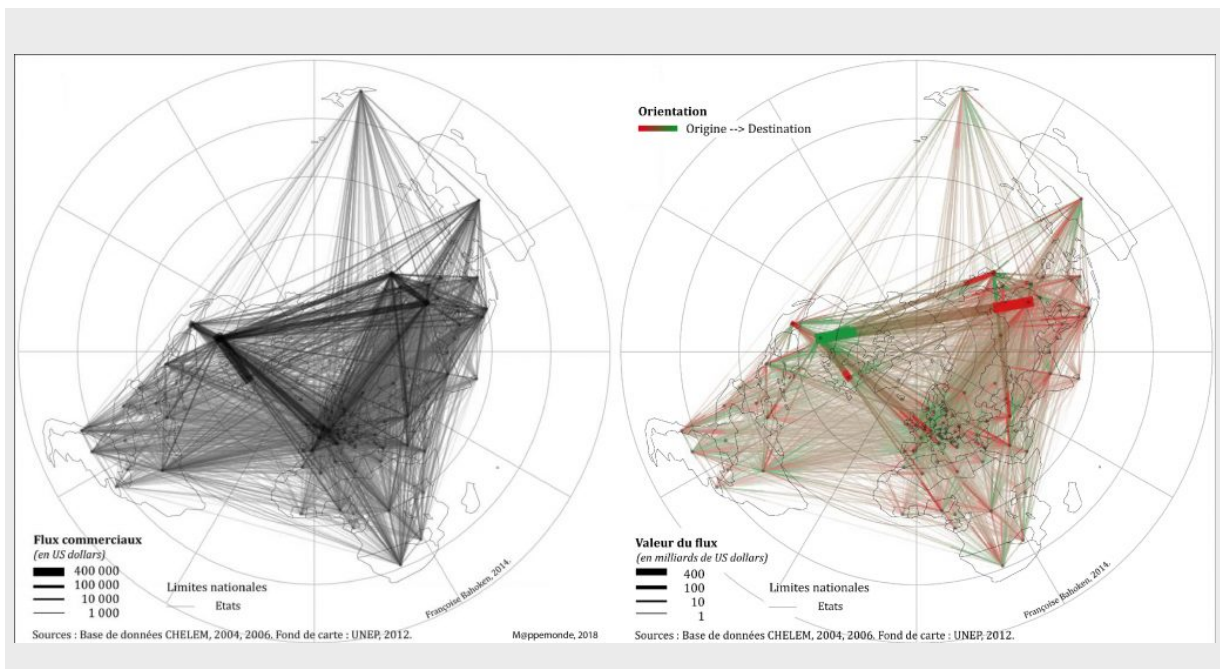 Flux commerciaux
(en US dollars)
400 000
100 000
10 000
1 000
Limites nationales
Etats
Françoise Bahoken, 2014.
Sources : Base de données CHELEM, 2004, 2006. Fond de carte : UNEP, 2012.
M@ppemonde, 2018
Orientation
Origine --> Destination
Valeur du flux
(en milliards de US dollars)
400
100
10
1
Limites nationales
Etats
Françoise Bahoken, 2014.
Sources : Base de données CHELEM, 2004, 2006. Fond de carte : UNEP, 2012.